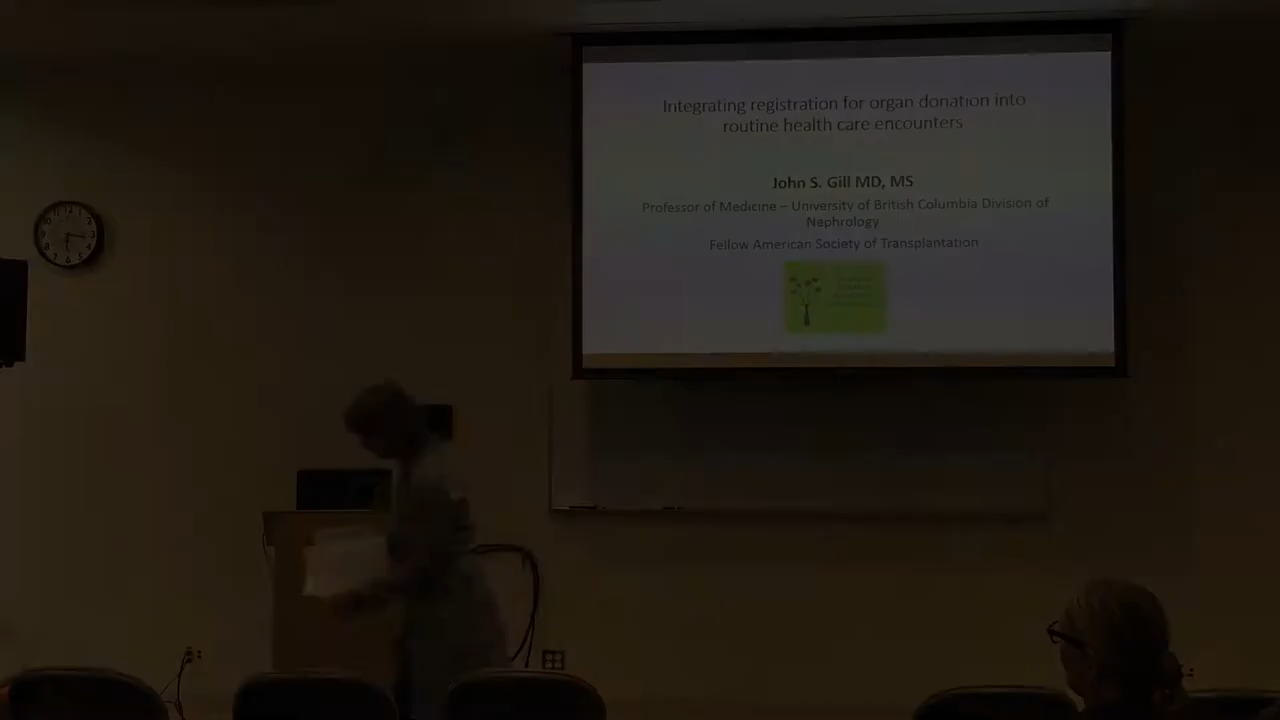 Integrating registration for organ donation into
routine health care encounters
John S. Gill MD, MS
Professor of Medicine – University of British Columbia Division of
Nephrology
Fellow American Society of Transplantation